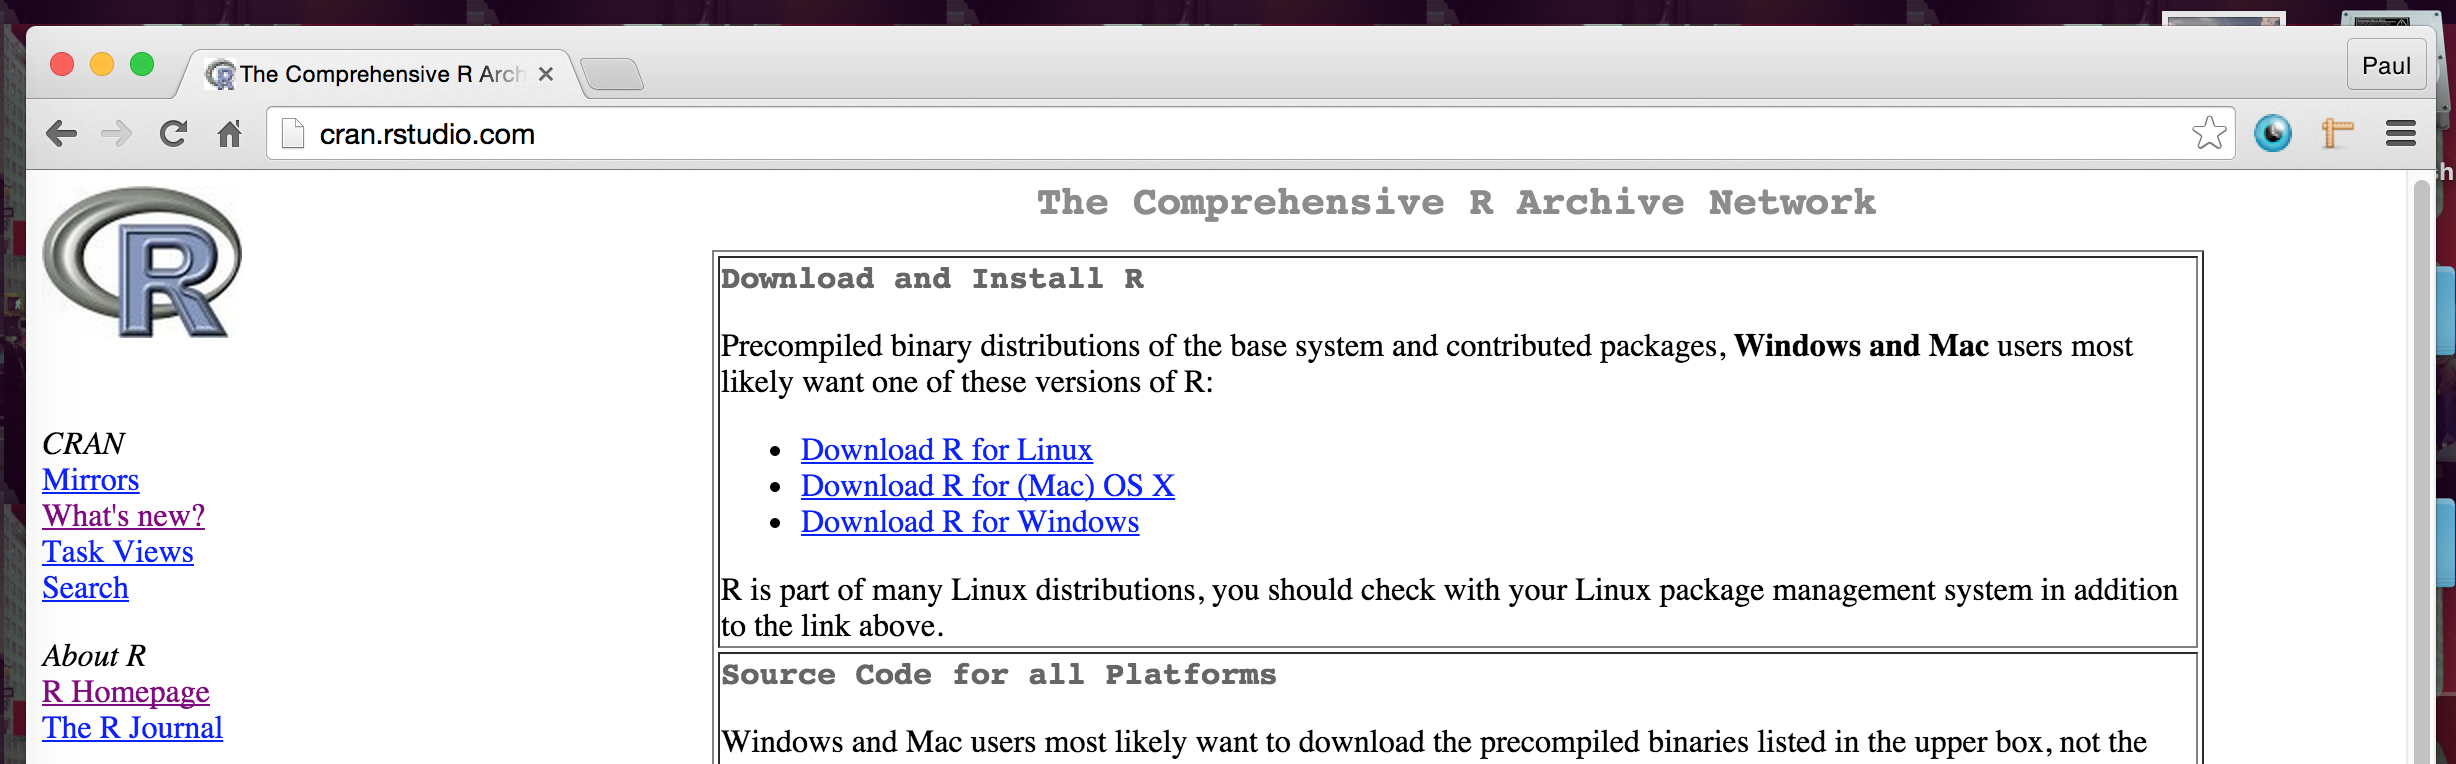 The Comprehensive R Arch
Paul
cran.rstudio.com
R
The Comprehensive R Archive Network
Download and Install R
Precompiled binary distributions of the base system and contributed packages, Windows and Mac users most
likely want one of these versions of R:
Download R for Linux
Download R for (Mac) OS X
Download R for Windows
R is part of many Linux distributions, you should check with your Linux package management system in addition
to the link above.
Source Code for all Platforms
Windows and Mac users most likely want to download the precompiled binaries listed in the upper box, not the
CRAN
Mirrors
What's new?
Task Views
Search
About R
R Homepage
The R Journal